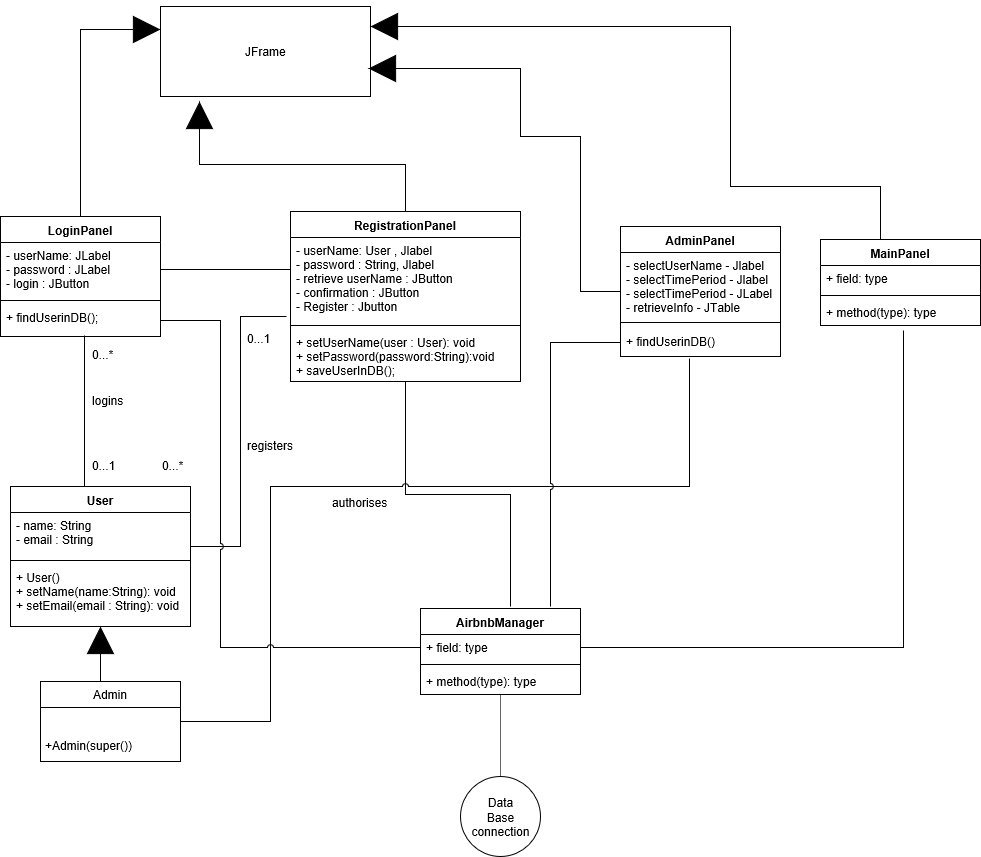 JFrame
LoginPanel
- userName: JLabel
- password : JLabel
- login : JButton
+ findUserinDB();
RegistrationPanel
- userName: User , Jlabel
- password : String, Jlabel
- retrieve userName : JButton
- confirmation : JButton
- Register : Jbutton
+ setUserName(user : User): void
+ setPassword(password:String):void
+ saveUserInDB();
AdminPanel
- selectUserName - Jlabel
- selectTimePeriod - Jlabel
- selectTimePeriod - JLabel
- retrieveInfo - JTable
+ findUserinDB()
MainPanel
+ field: type
+ method(type): type
0...*
logins
0...1
0...*
0...1
registers
authorises
User
- name: String
- email : String
+ User()
+ setName(name:String): void
+ setEmail(email : String): void
Admin
+Admin(super())
AirbnbManager
+ field: type
+ method(type): type
Data
Base
connection